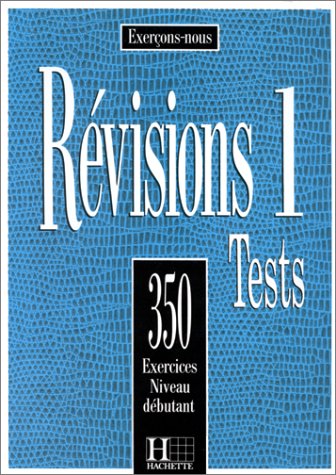 Exerçons-nous
Révisions 1
Tests
350
Exercices
Niveau
débutant
H
HACHETTE